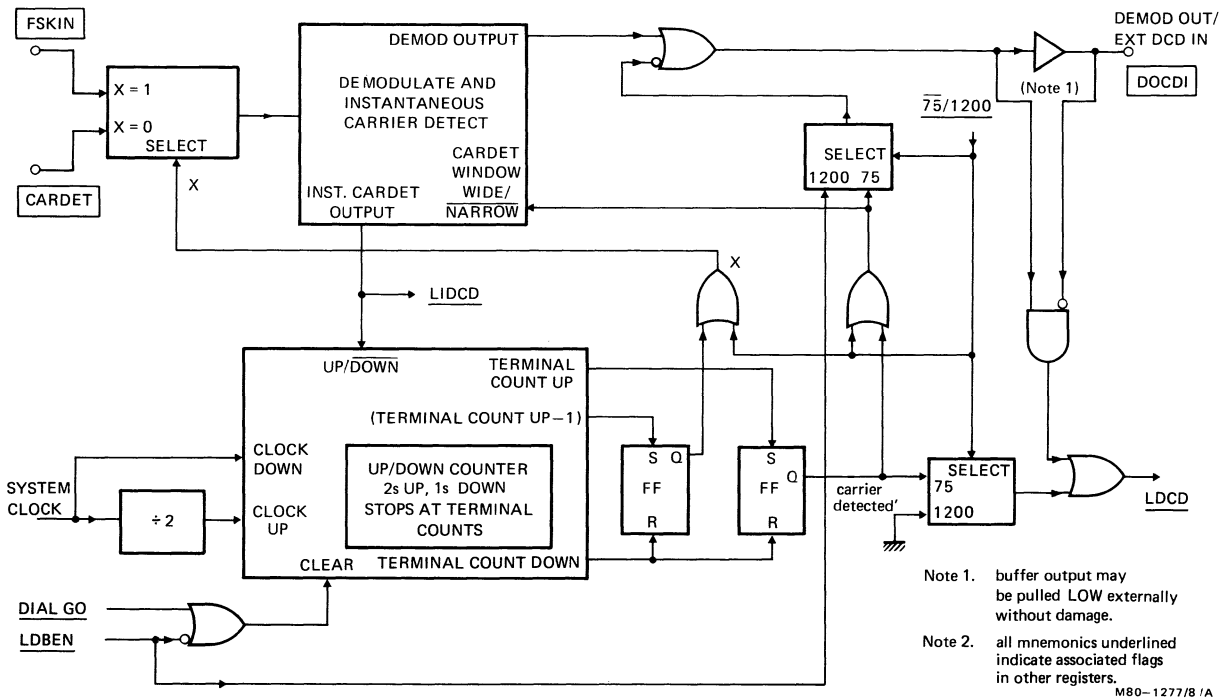 FSKIN
X = 1
X = 0
SELECT
CARDET
X
DEMOD OUTPUT
DEMODULATE AND
INSTANTANEOUS
CARRIER DETECT
CARDET
WINDOW
WIDE/
NARROW
INST. CARDET
OUTPUT
DEMOD OUT/
EXT DCD IN
DOCDI
(Note 1)
75/1200
SELECT
1200 75
X
LIDCD
UP/DOWN
TERMINAL
COUNT UP
(TERMINAL COUNT UP–1)
CLOCK
DOWN
UP/DOWN COUNTER
2s UP, 1s DOWN
STOPS AT TERMINAL
COUNTS
SYSTEM
CLOCK
÷2
CLOCK
UP
CLEAR
TERMINAL COUNT DOWN
S Q
FF
R
S
Q
FF
R
carrier
detected'
SELECT
75
1200
LDCD
DIAL GO
LDBEN
Note 1. buffer output may
be pulled LOW externally
without damage.
Note 2. all mnemonics underlined
indicate associated flags
in other registers.
M80–1277/8/A